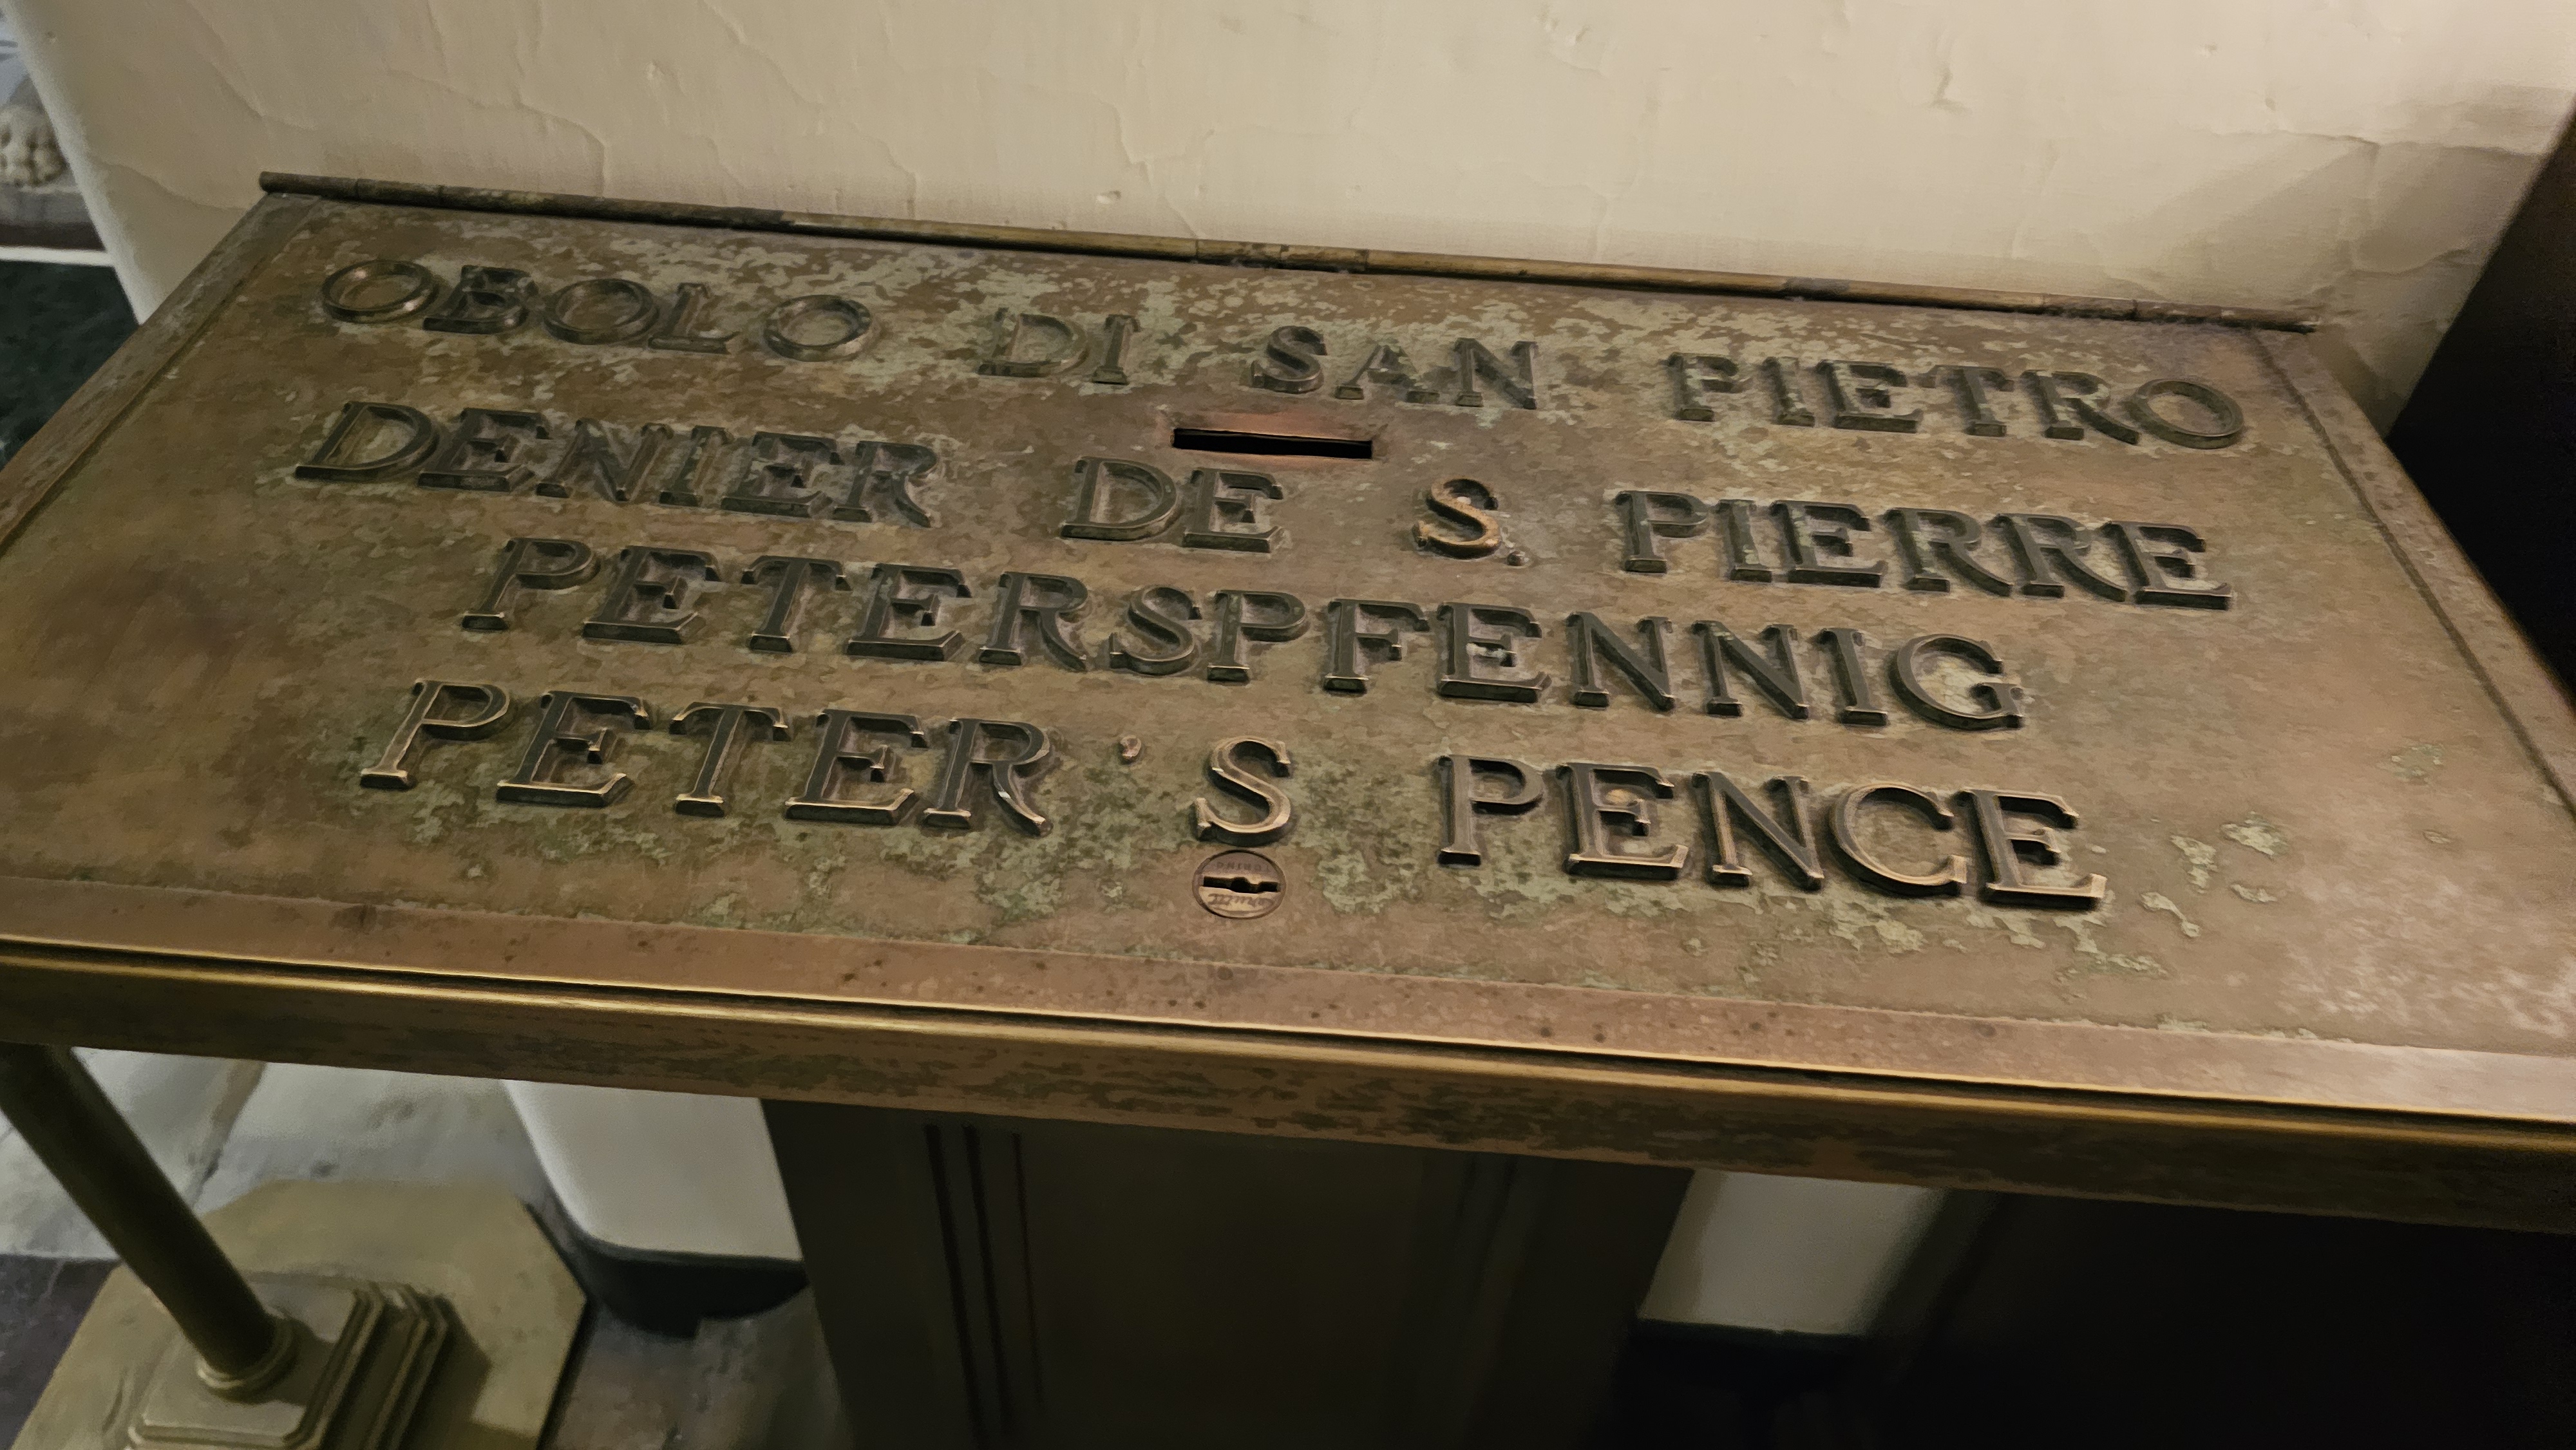 OBOLO DI SAN PIETRO
DENIER DE S. PIERRE
PETERSPFENNIG
PETER'S PENCE